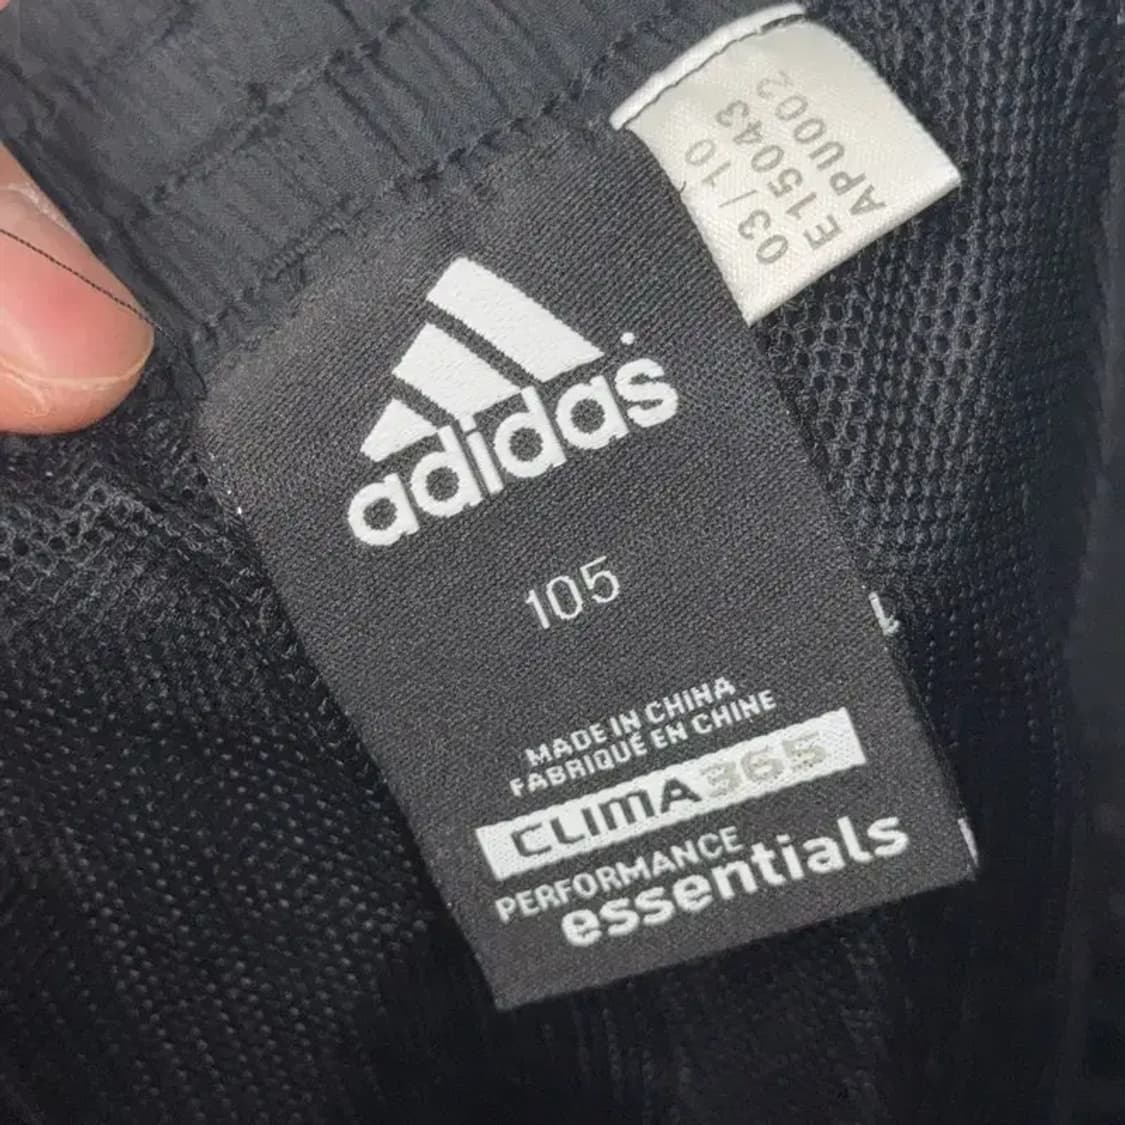 03/10
E15043
APU002
adidas
105
MADE IN CHINA
FABRIQUÉ EN CHINE
CLIMA365
PERFORMANCE
essentials